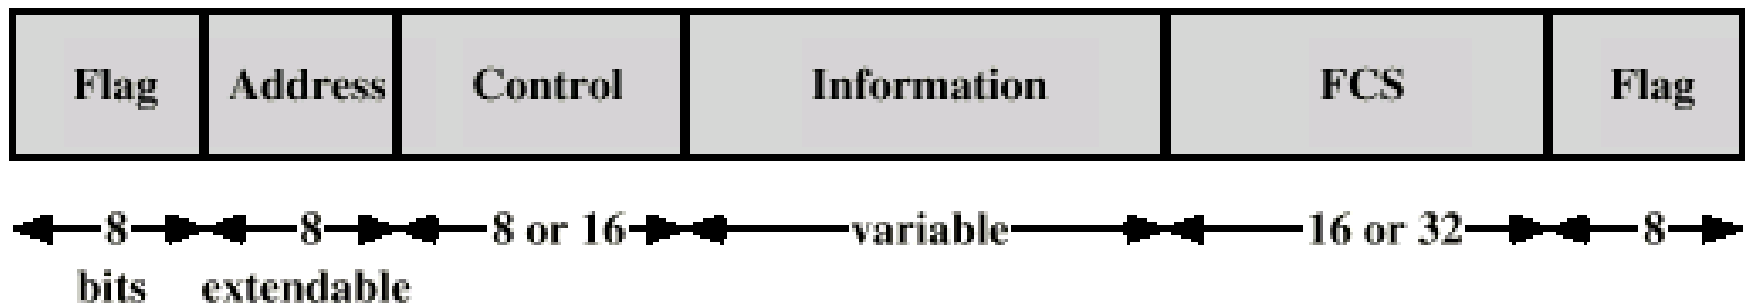 Flag Address Control Information FCS Flag
8 8 8 or 16 variable 16 or 32 8
bits extendable